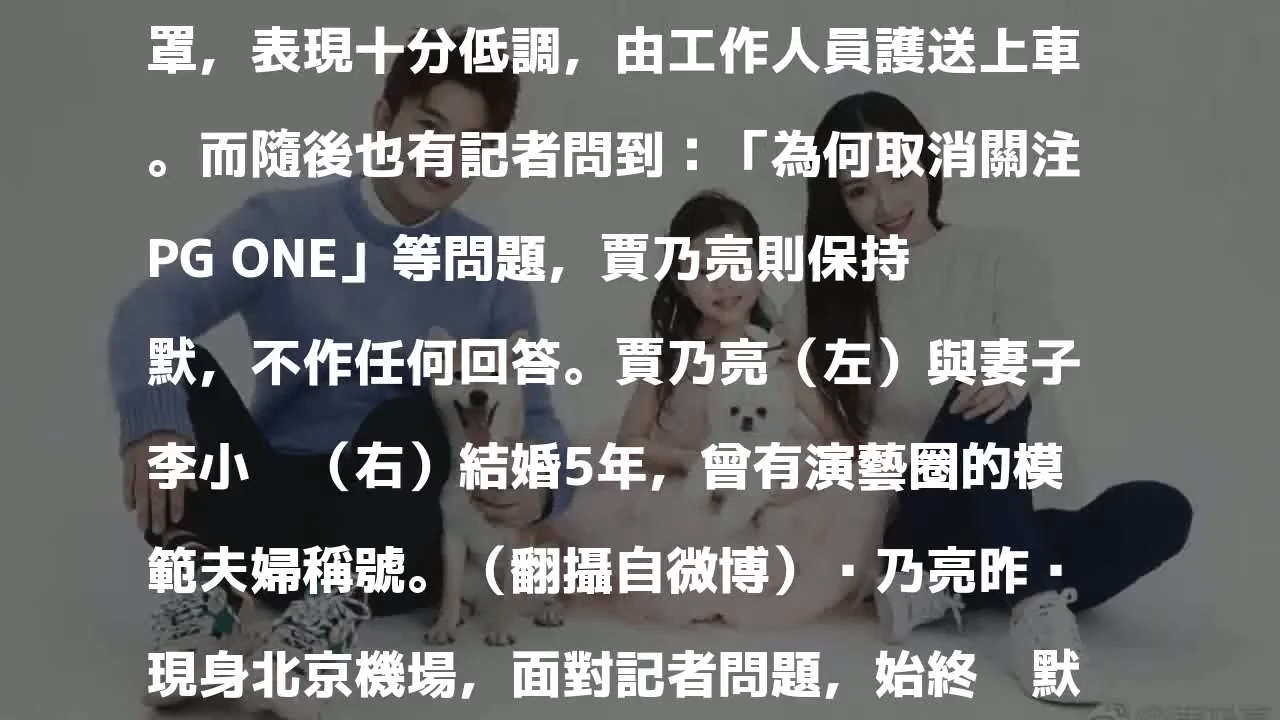 罩，表現十分低調，由工作人員護送上車
。而隨後也有記者問到：「為何取消關注
PG ONE」等問題，賈乃亮則保持
默，不作任何回答。賈乃亮（左）與妻子
李小　（右）結婚5年，曾有演藝圈的模
範夫婦稱號。（翻攝自微博）·乃亮昨·
現身北京機場，面對記者問題，始終　默